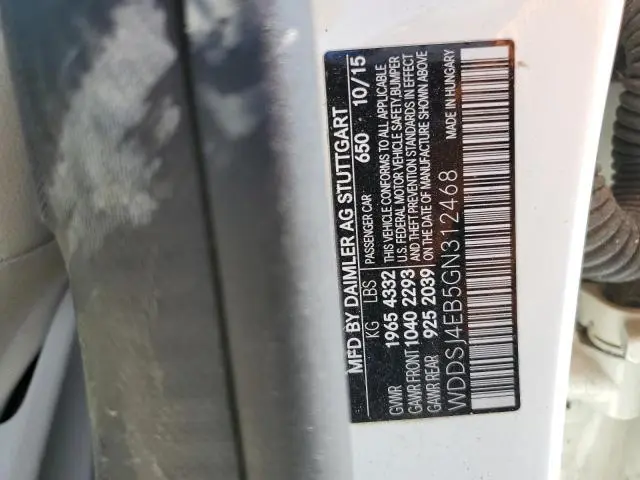 MFD BY DAIMLER AG STUTTGART
KG LBS PASSENGER CAR 650 10/15
GVWR 1965 4332 THIS VEHICLE CONFORMS TO ALL APPLICABLE
GAWR FRONT 1040 2293 U.S. FEDERAL MOTOR VEHICLE SAFETY, BUMPER
AND THEFT PREVENTION STANDARDS IN EFFECT
GAWR REAR 925 2039 ON THE DATE OF MANUFACTURE SHOWN ABOVE
WDDSJ4EB5GN312468 MADE IN HUNGARY